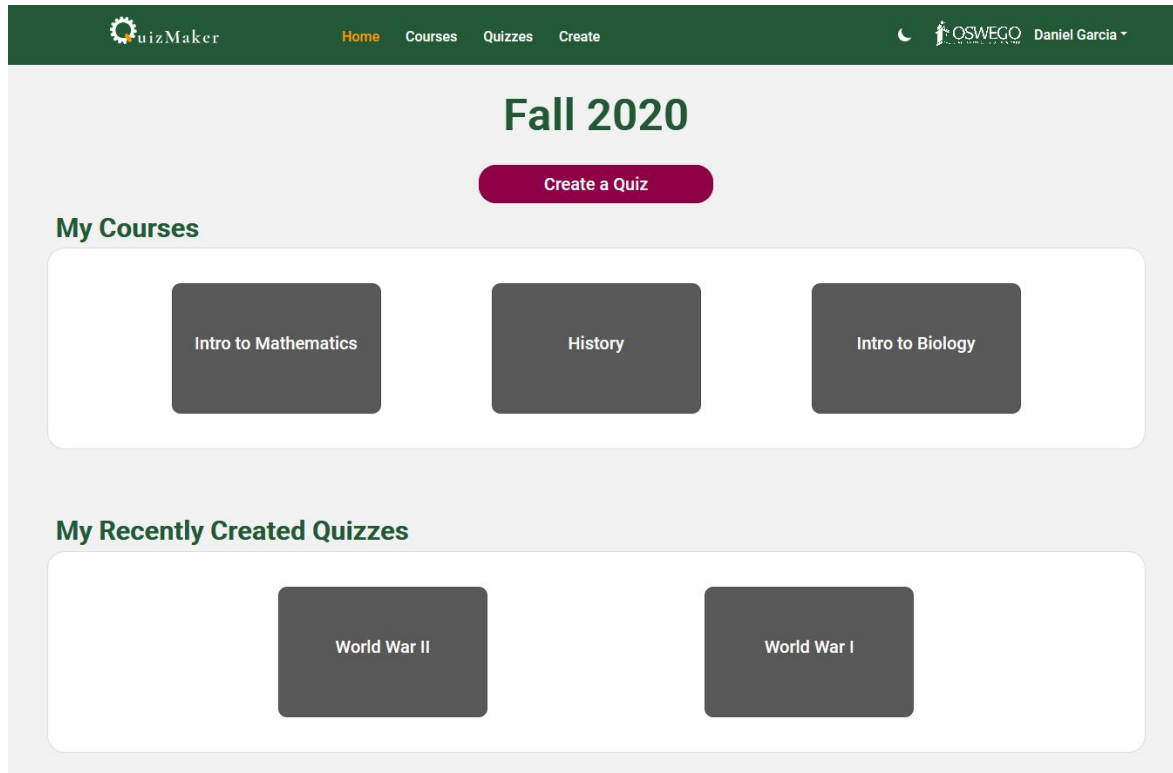 QuizMaker Home Courses Quizzes Create OSWEGO Daniel Garcia
Fall 2020
Create a Quiz
My Courses
Intro to Mathematics History Intro to Biology
My Recently Created Quizzes
World War II World War I